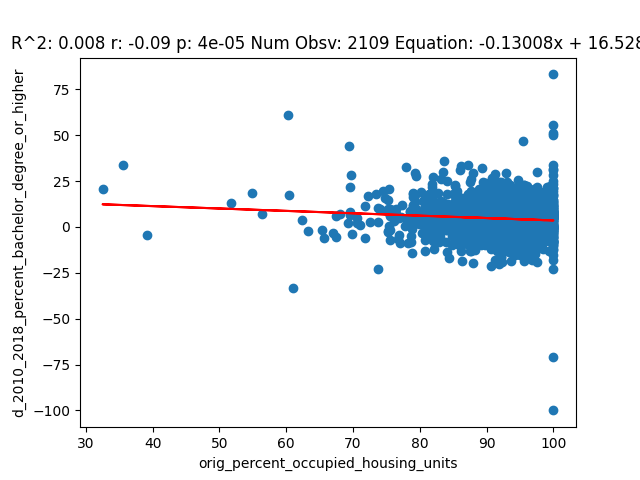 R^2: 0.008 r: -0.09 p: 4e-05 Num Obsv: 2109 Equation: -0.13008x + 16.528
d_2010_2018_percent_bachelor_degree_or_higher
75
50
25
0
−25
−50
−75
−100
30 40 50 60 70 80 90 100
orig_percent_occupied_housing_units